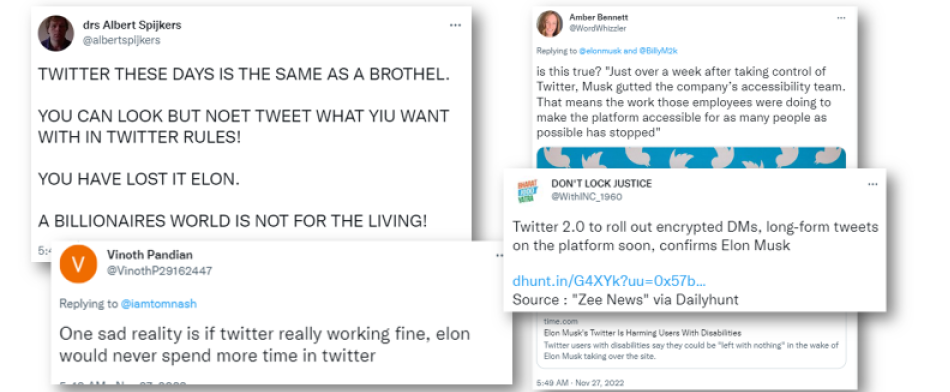 drs Albert Spijkers
@albertspijkers
TWITTER THESE DAYS IS THE SAME AS A BROTHEL.
YOU CAN LOOK BUT NOET TWEET WHAT YIU WANT
WITH IN TWITTER RULES!
YOU HAVE LOST IT ELON.
A BILLIONAIRES WORLD IS NOT FOR THE LIVING!
V
Vinoth Pandian
@VinothP29162447
Replying to @iamtomnash
One sad reality is if twitter really working fine, elon
would never spend more time in twitter
5:49 AM · Nov 27, 2022
Amber Bennett
@WordWhizzler
Replying to @elonmusk and @BillyM2k
is this true? "Just over a week after taking control of
Twitter, Musk gutted the company's accessibility team.
That means the work those employees were doing to
make the platform accessible for as many people as
possible has stopped"
BHARAT
JODO
YATRA
DON'T LOCK JUSTICE
@WithINC_1960
Twitter 2.0 to roll out encrypted DMs, long-form tweets
on the platform soon, confirms Elon Musk
dhunt.in/G4XYk?uu=0x57b...
Source : "Zee News" via Dailyhunt
time.com
Elon Musk's Twitter Is Harming Users With Disabilities
Twitter users with disabilities say they could be "left with nothing" in the wake of
Elon Musk taking over the site.
5:49 AM · Nov 27, 2022